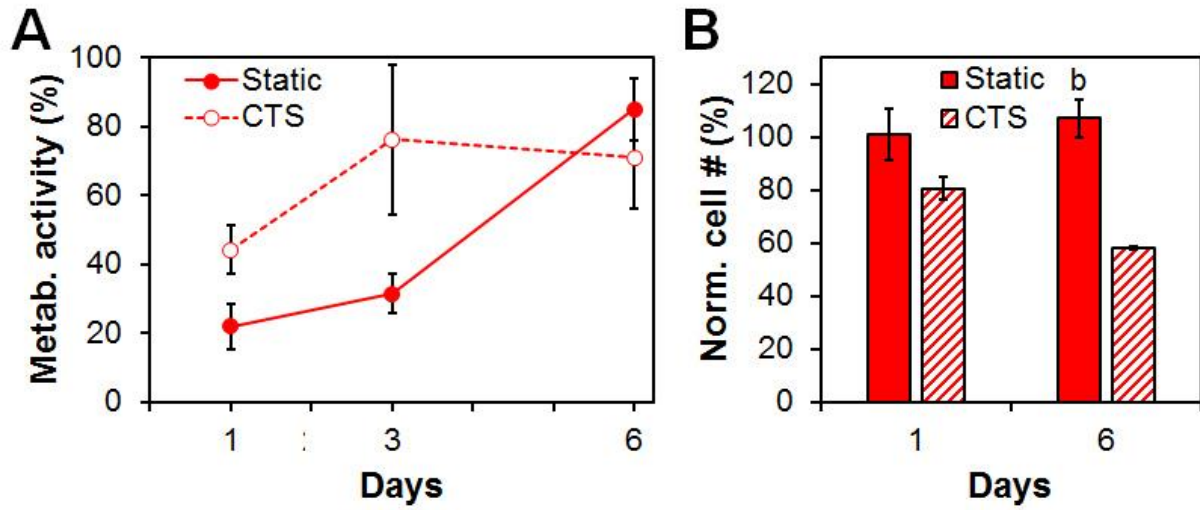 A
Metab. activity (%)
100
80
60
40
20
0
Static
CTS
1
:
3
6
Days
B
Norm. cell # (%)
120
100
80
60
40
20
0
Static
CTS
b
1
6
Days